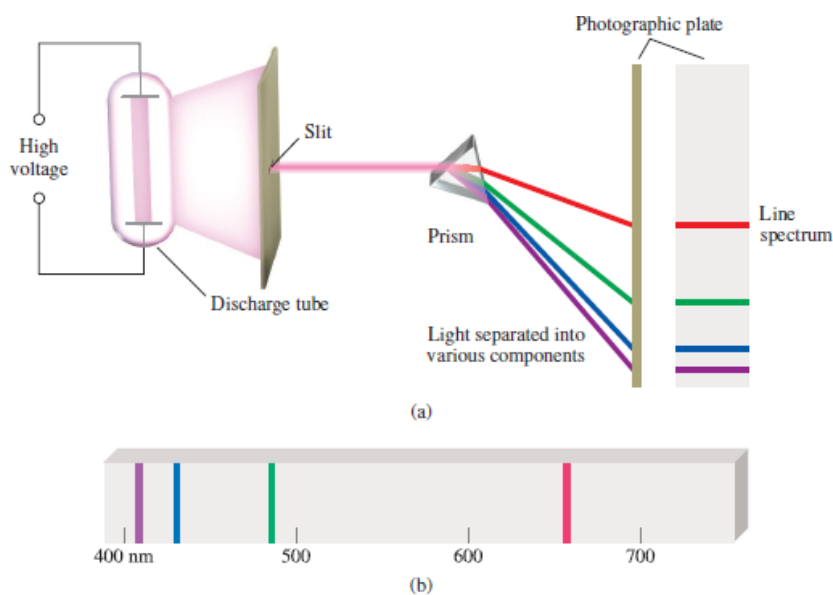 Photographic plate
High
voltage
Slit
Prism
Line
spectrum
Discharge tube
Light separated into
various components
(a)
400 nm
500
600
700
(b)